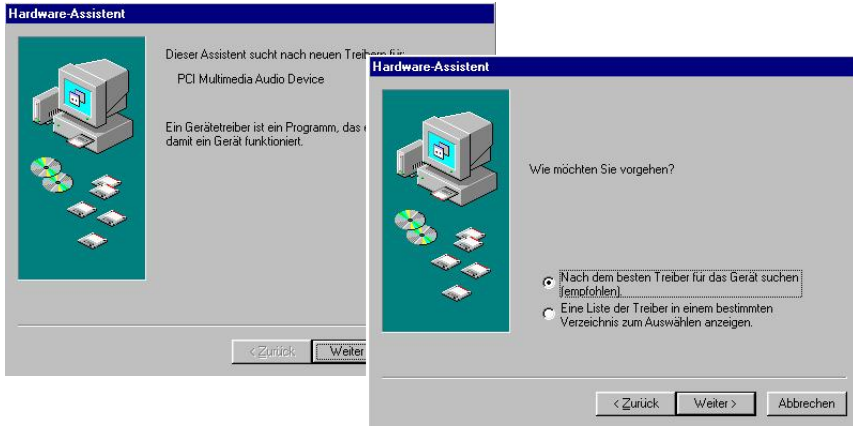 Hardware-Assistent
Dieser Assistent sucht nach neuen Treibern für:
PCI Multimedia Audio Device
Ein Gerätetreiber ist ein Programm, das
damit ein Gerät funktioniert.
< Zurück
Weiter
Hardware-Assistent
Wie möchten Sie vorgehen?
Nach dem besten Treiber für das Gerät suchen
(empfohlen).
Eine Liste der Treiber in einem bestimmten
Verzeichnis zum Auswählen anzeigen.
< Zurück
Weiter >
Abbrechen